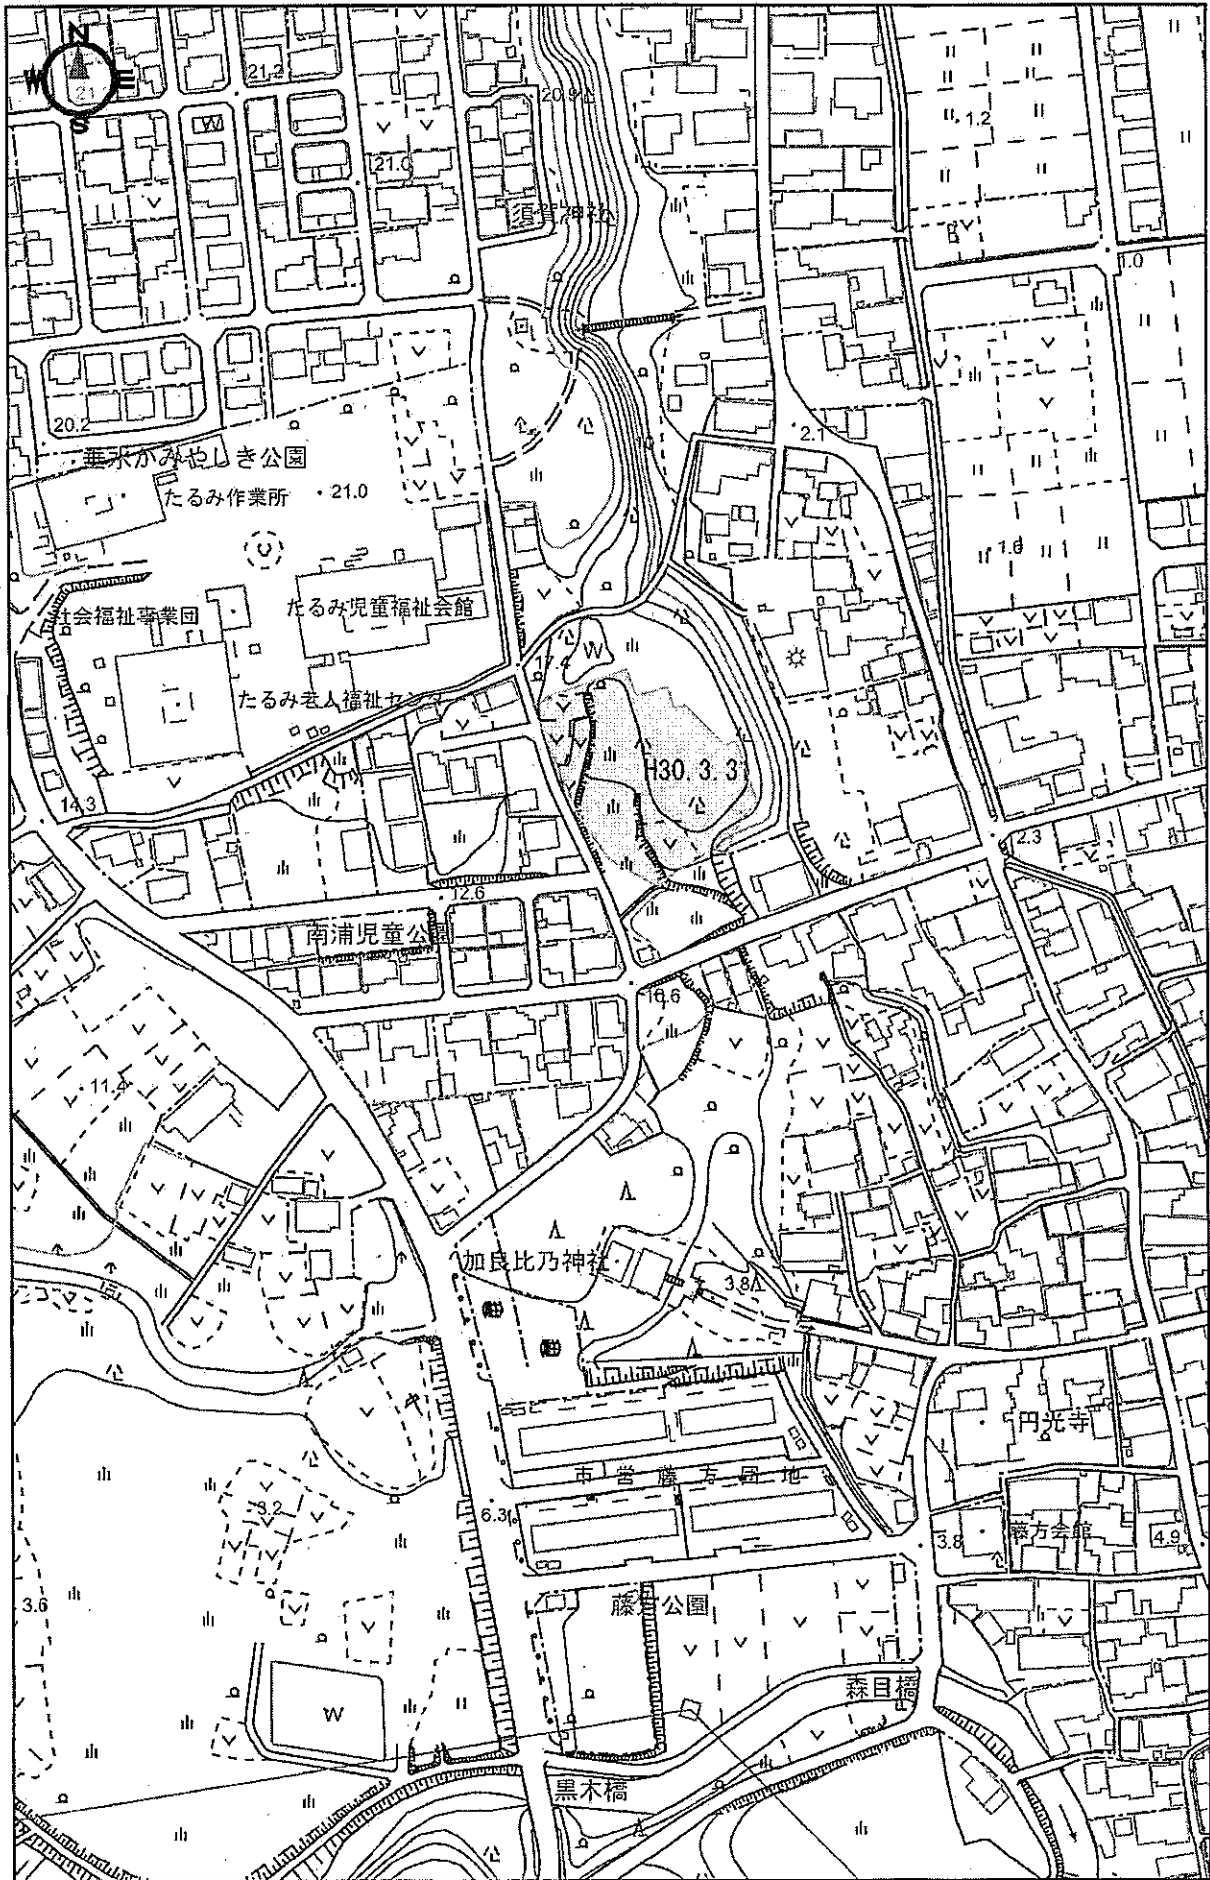 N
W
E
S
21.2
20.9
1.2
21.0
須賀神社
1.0
20.2
垂水かみやしき公園
たるみ作業所
21.0
10
2.1
1.6
社会福祉事業団
たるみ児童福祉会館
17.4
W
たるみ老人福祉センター
H30.3.3
14.3
2.3
12.6
南浦児童公園
16.6
11.4
加良比乃神社
3.8
円光寺
市営藤方団地
3.2
6.3
3.8
藤方会館
4.9
3.6
藤方公園
森目橋
W
黒木橋